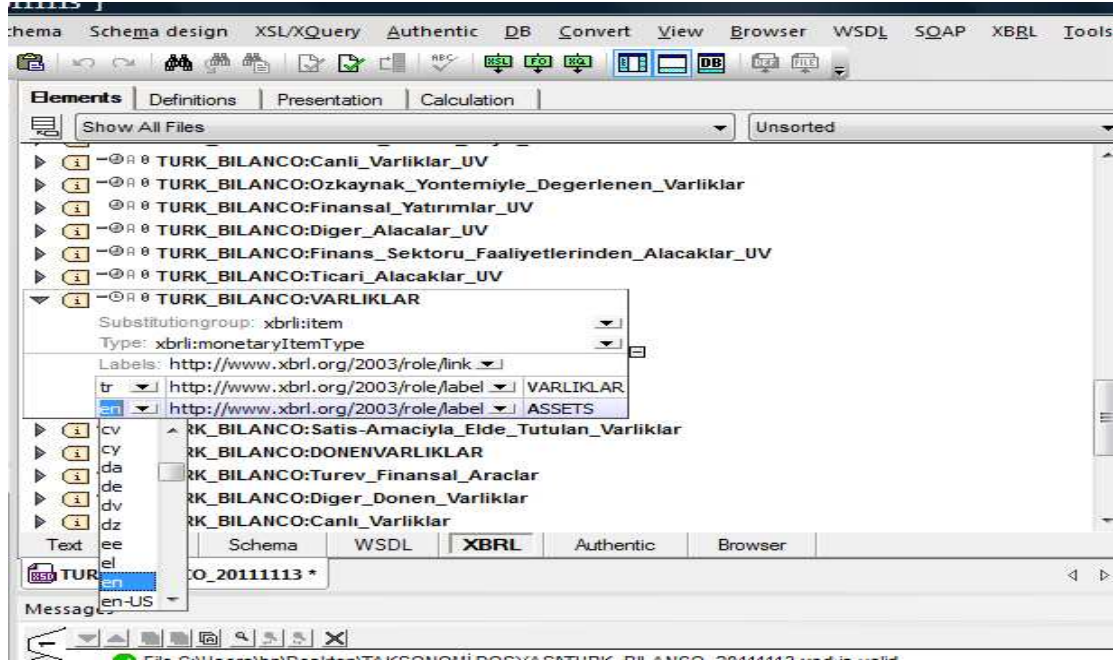 hema Schema design XSL/XQuery Authentic DB Convert View Browser WSDL SOAP XBRL Tools
Elements Definitions Presentation Calculation
Show All Files Unsorted
TURK_BILANCO:Canli_Varliklar_UV
TURK_BILANCO:Ozkaynak_Yontemiyle_Degerlenen_Varliklar
TURK_BILANCO:Finansal_Yatırımlar_UV
TURK_BILANCO:Diger_Alacalar_UV
TURK_BILANCO:Finans_Sektoru_Faaliyetlerinden_Alacaklar_UV
TURK_BILANCO:Ticari_Alacaklar_UV
TURK_BILANCO:VARLIKLAR
Substitutiongroup: xbrli:item
Type: xbrli:monetaryItemType
Labels: http://www.xbrl.org/2003/role/link
tr http://www.xbrl.org/2003/role/label VARLIKLAR
en http://www.xbrl.org/2003/role/label ASSETS
cv RK_BILANCO:Satis-Amaciyla_Elde_Tutulan_Varliklar
cy RK_BILANCO:DONENVARLIKLAR
da RK_BILANCO:Turev_Finansal_Araclar
de
dv RK_BILANCO:Diger_Donen_Varliklar
dz RK_BILANCO:Canlı_Varliklar
Text ee Schema WSDL XBRL Authentic Browser
el
TUR en CO_20111113 *
en-US
Messages